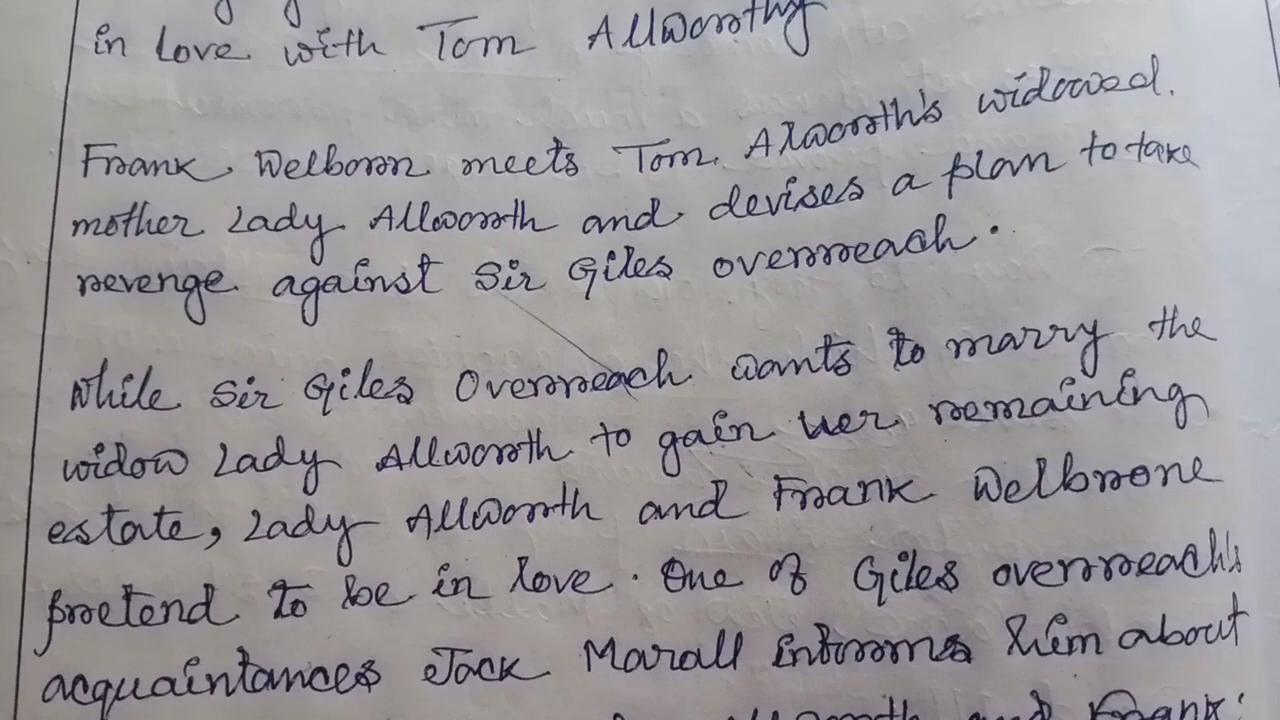 in Love with Tom Allworthy
Frank Welborn meets Tom Alworth's widowed
mother Lady Allworth and devises a plan to take
revenge against Sir Giles overreach.
While Sir Giles Overreach wants to marry the
widow Lady Allworth to gain her remaining
estate, Lady Allworth and Frank Welbrone
pretend to be in love. One of Giles overreach's
acquaintances Jack Marall informs him about
and Frank